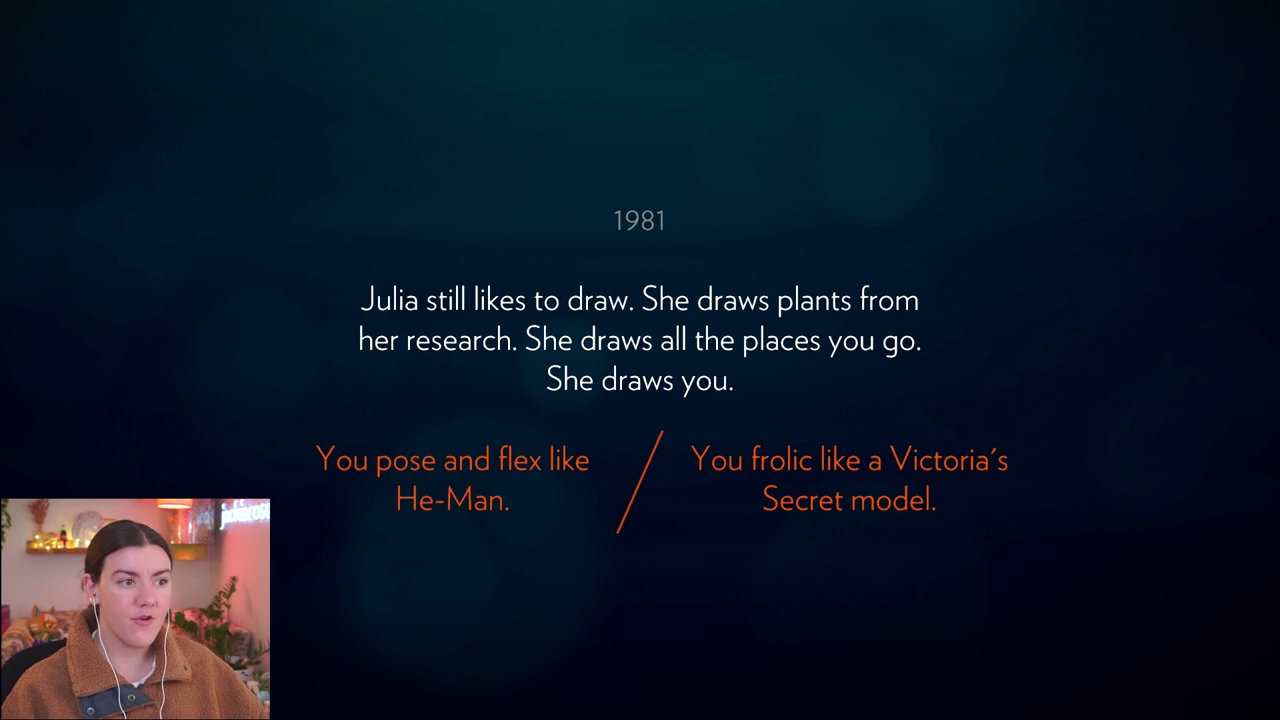 1981
Julia still likes to draw. She draws plants from
her research. She draws all the places you go.
She draws you.
You pose and flex like
He-Man.
You frolic like a Victoria's
Secret model.